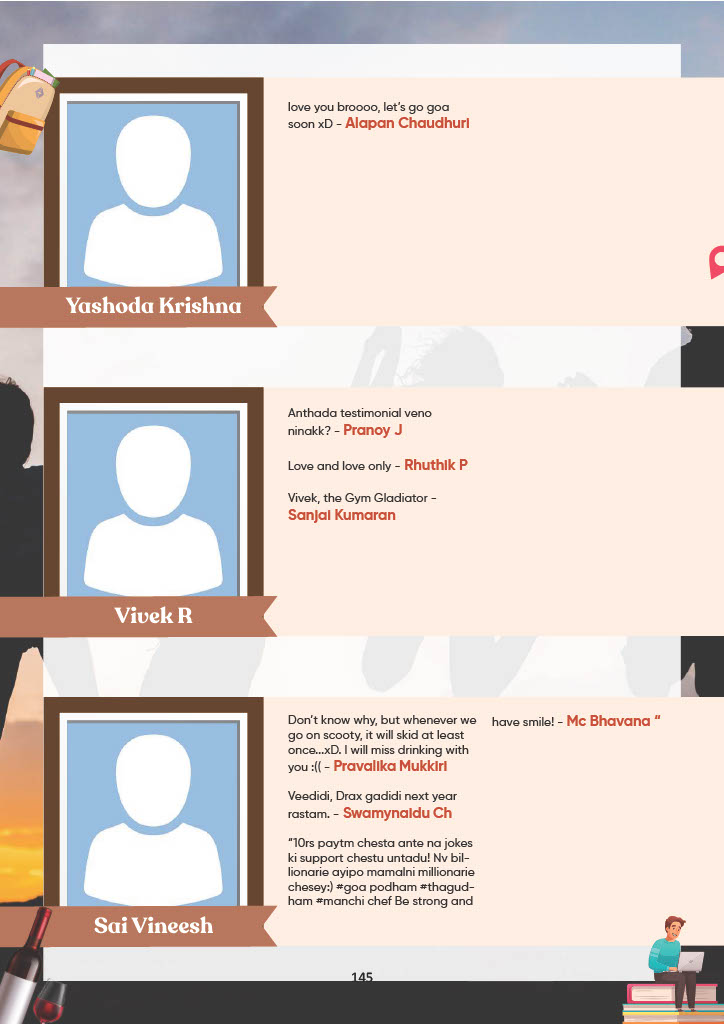 love you broooo, let's go goa
soon xD - Alapan Chaudhuri
Yashoda Krishna
Anthada testimonial veno
ninakk? - Pranoy J
Love and love only - Rhuthik P
Vivek, the Gym Gladiator -
Sanjai Kumaran
Vivek R
Don't know why, but whenever we
go on scooty, it will skid at least
once...xD. I will miss drinking with
you :(( - Pravalika Mukkiri
Veedidi, Drax gadidi next year
rastam. - Swamynaidu Ch
"10rs paytm chesta ante na jokes
ki support chestu untadu! Nv bil-
lionarie ayipo mamalni millionarie
chesey:) #goa podham #thagud-
ham #manchi chef Be strong and
have smile! - Mc Bhavana "
Sai Vineesh
145